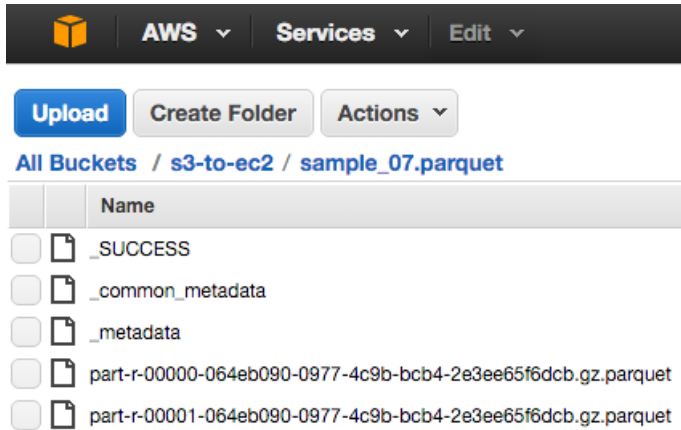 AWS Services Edit
Upload Create Folder Actions
All Buckets / s3-to-ec2 / sample_07.parquet
Name
_SUCCESS
_common_metadata
_metadata
part-r-00000-064eb090-0977-4c9b-bcb4-2e3ee65f6dcb.gz.parquet
part-r-00001-064eb090-0977-4c9b-bcb4-2e3ee65f6dcb.gz.parquet